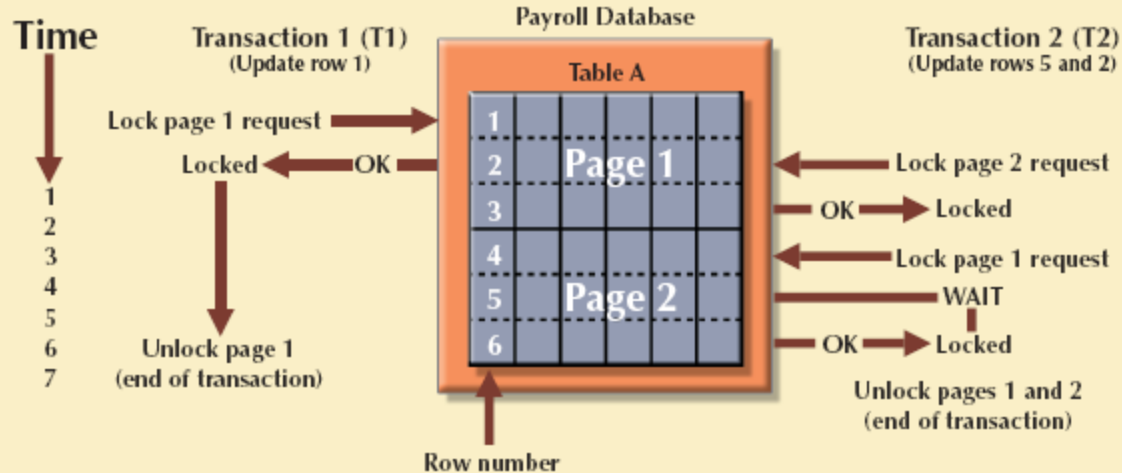 Payroll Database
Time
Transaction 1 (T1)
(Update row 1)
Transaction 2 (T2)
(Update rows 5 and 2)
Table A
Lock page 1 request
Locked
OK
1
2
3
4
5
6
7
Unlock page 1
(end of transaction)
1
2
3
Page 1
4
5
6
Page 2
Lock page 2 request
OK
Locked
Lock page 1 request
WAIT
OK
Locked
Unlock pages 1 and 2
(end of transaction)
Row number